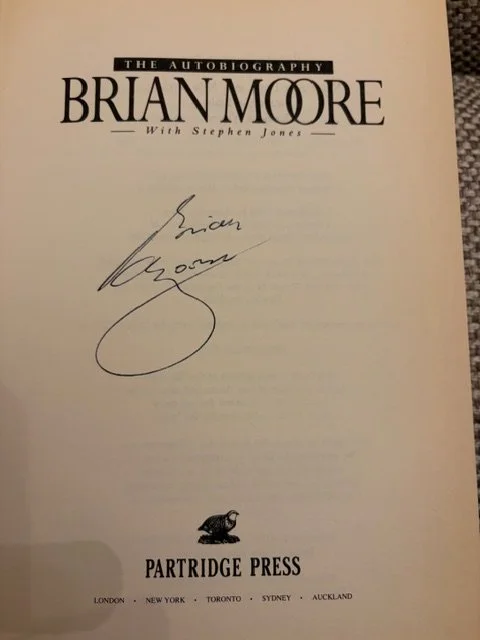 THE AUTOBIOGRAPHY
BRIAN MOORE
With Stephen Jones
Brian
Moore
PARTRIDGE PRESS
LONDON · NEW YORK · TORONTO · SYDNEY · AUCKLAND